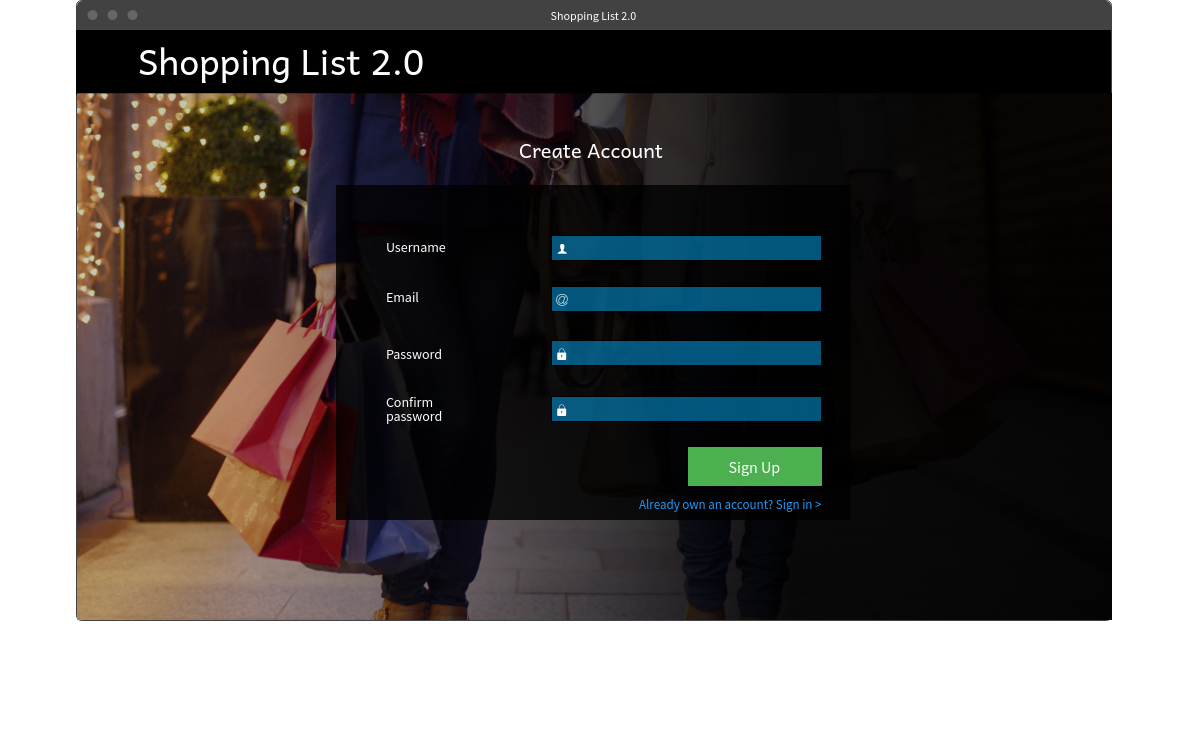 Shopping List 2.0
Shopping List 2.0
Create Account
Username
Email
@
Password
Confirm
password
Sign Up
Already own an account? Sign in >